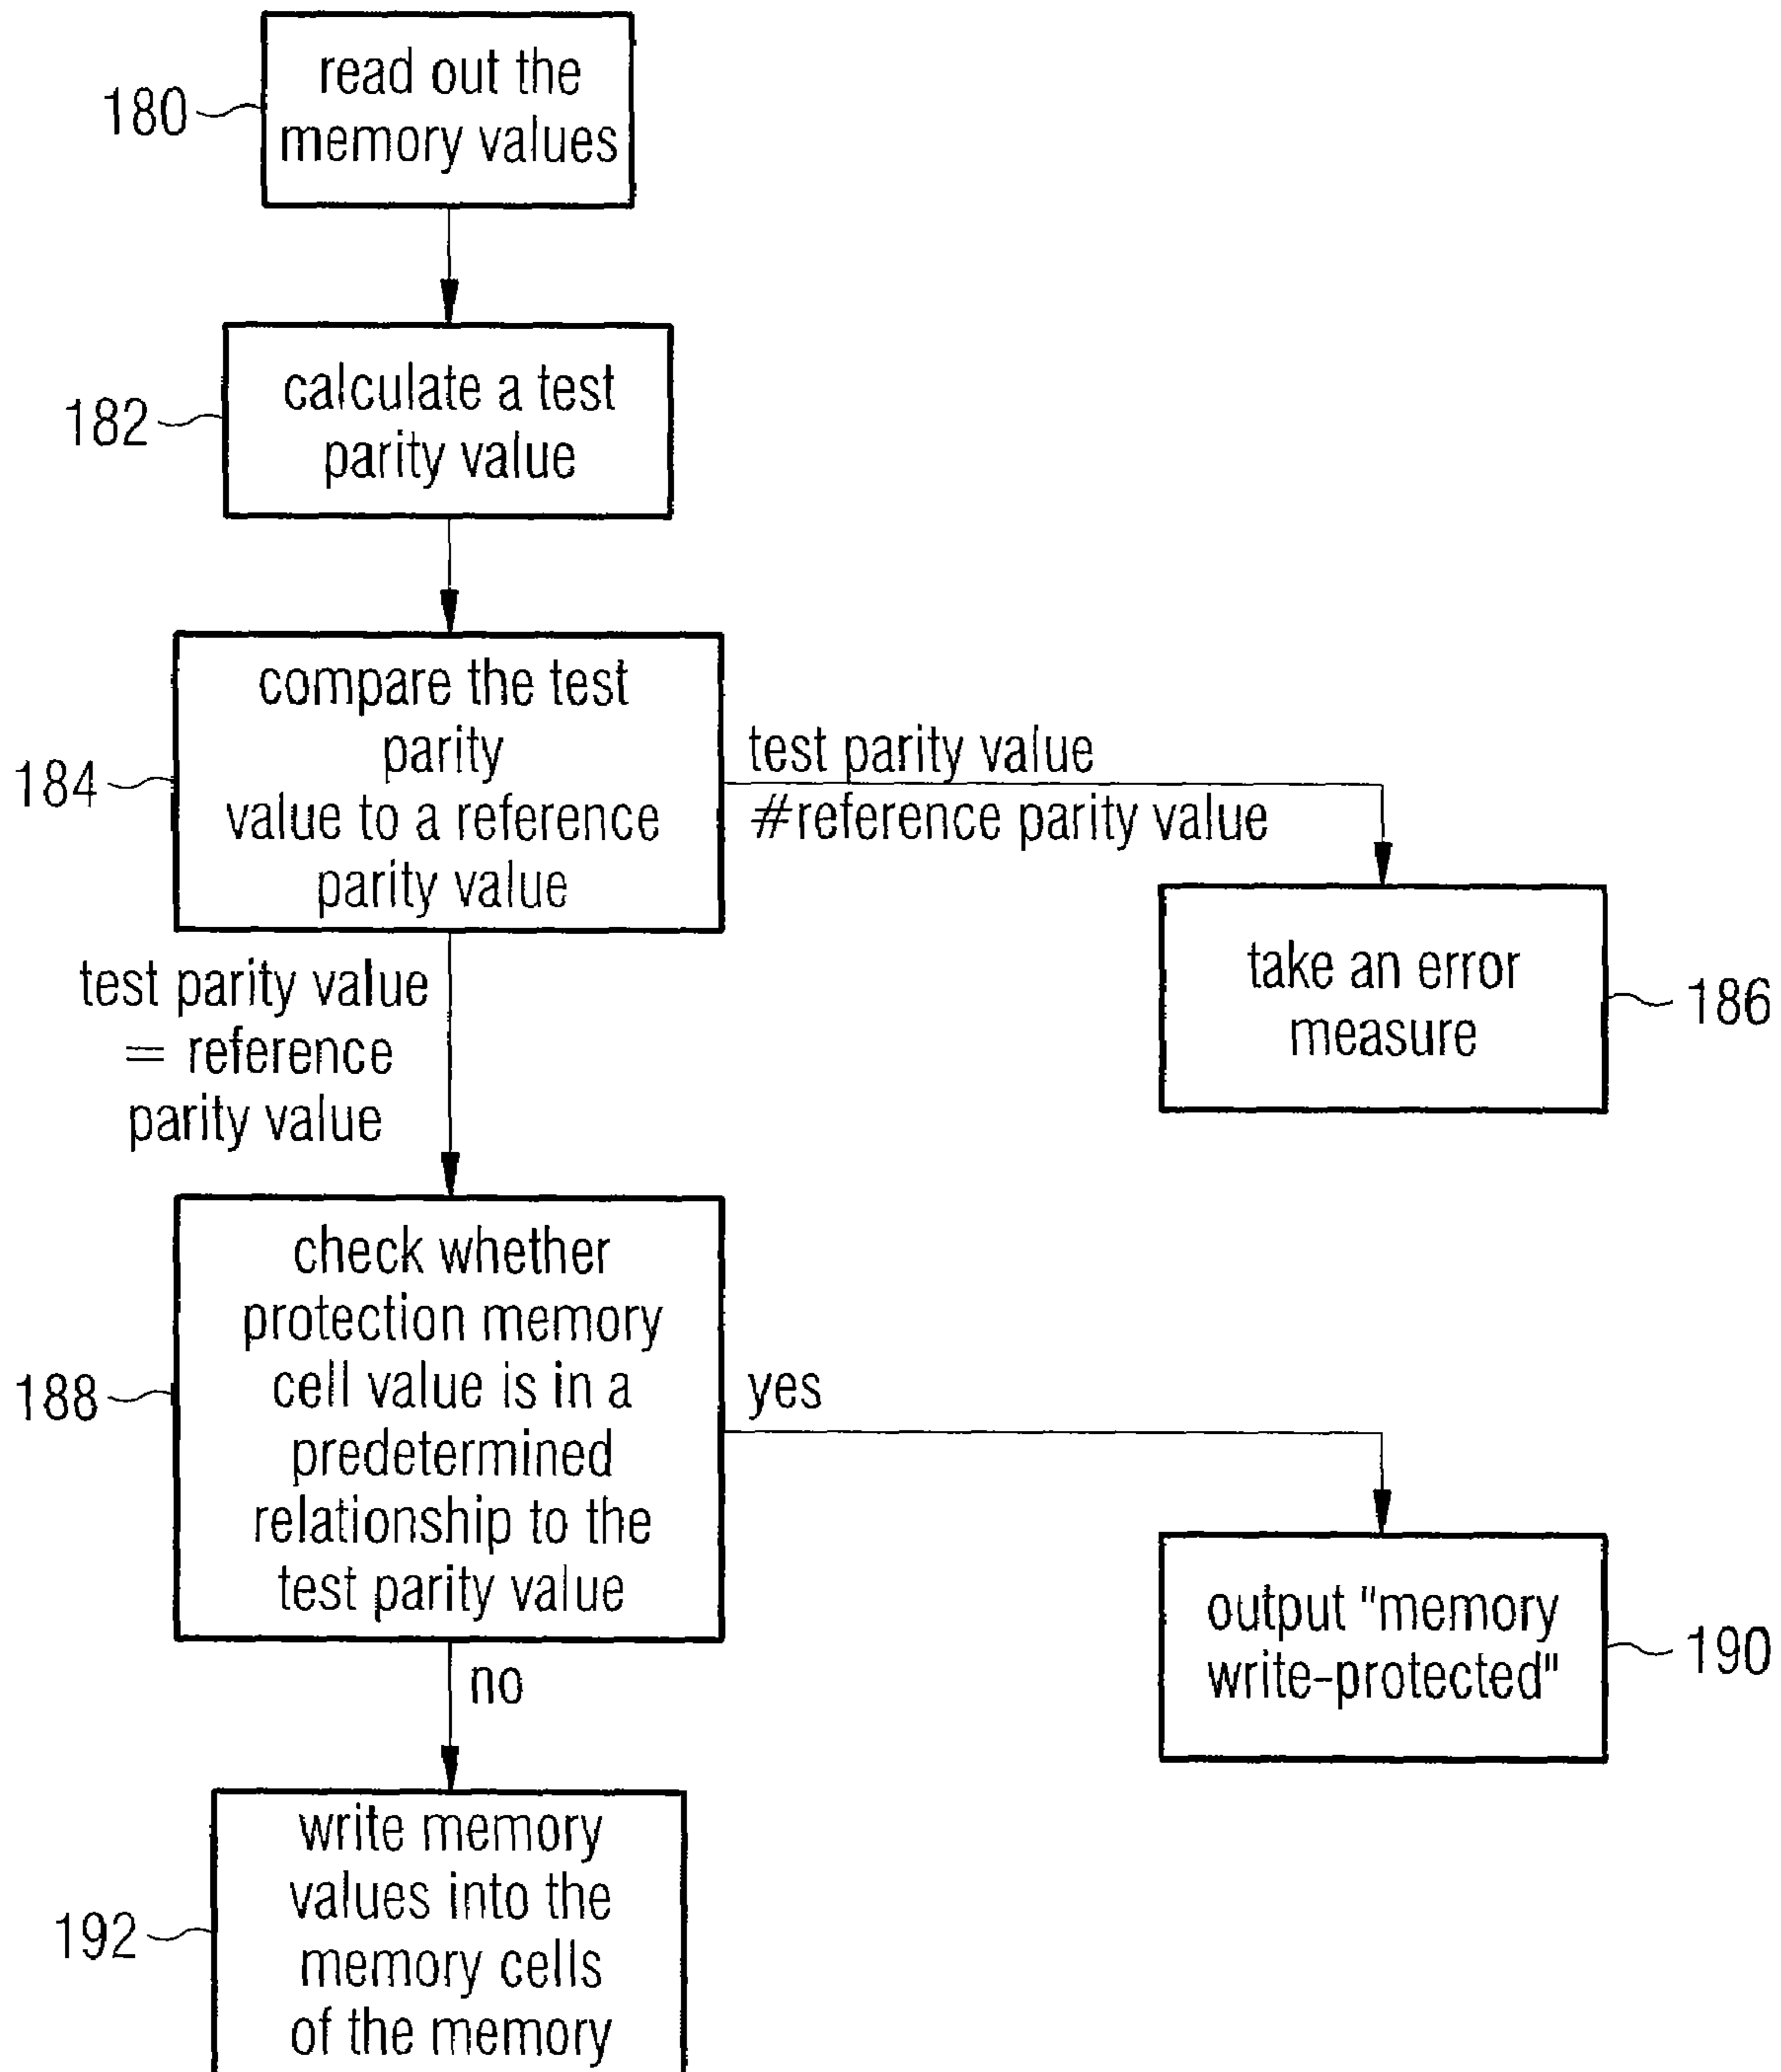 180
read out the
memory values
182
calculate a test
parity value
184
compare the test
parity
value to a reference
parity value
test parity value
#reference parity value
take an error
measure
186
test parity value
= reference
parity value
188
check whether
protection memory
cell value is in a
predetermined
relationship to the
test parity value
yes
output "memory
write-protected"
190
no
192
write memory
values into the
memory cells
of the memory